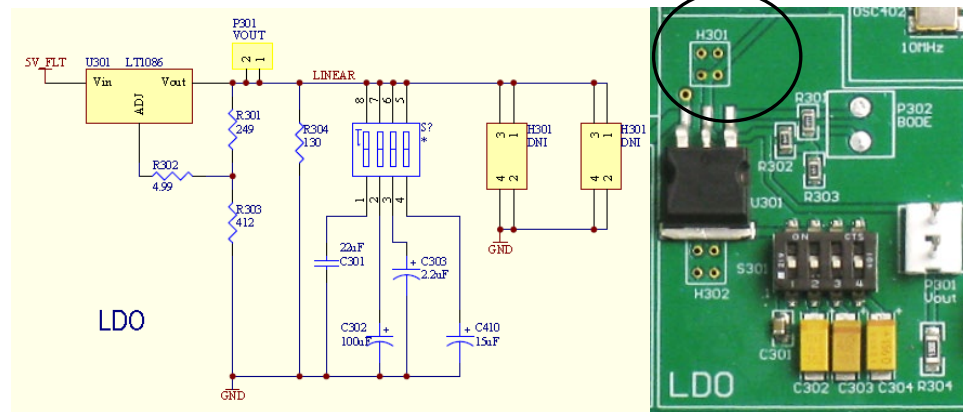 P301
VOUT
5V_FLT
U301 LT1086
Vin
Vout
ADJ
2
1
LINEAR
R301
249
R304
130
R302
4.99
R303
412
8
7
6
5
S?
*
1
2
3
4
H301
DNI
3
1
4
2
H301
DNI
3
1
4
2
GND
22uF
C301
C303
2.2uF
C302
100uF
C410
15uF
LDO
GND
H301
OSC402
10MHz
R301
P302
BODE
R302
R303
U301
S301
ON
CTS
1
2
3
4
H302
P301
Vout
C301
C302
C303
C304
R304
LDO